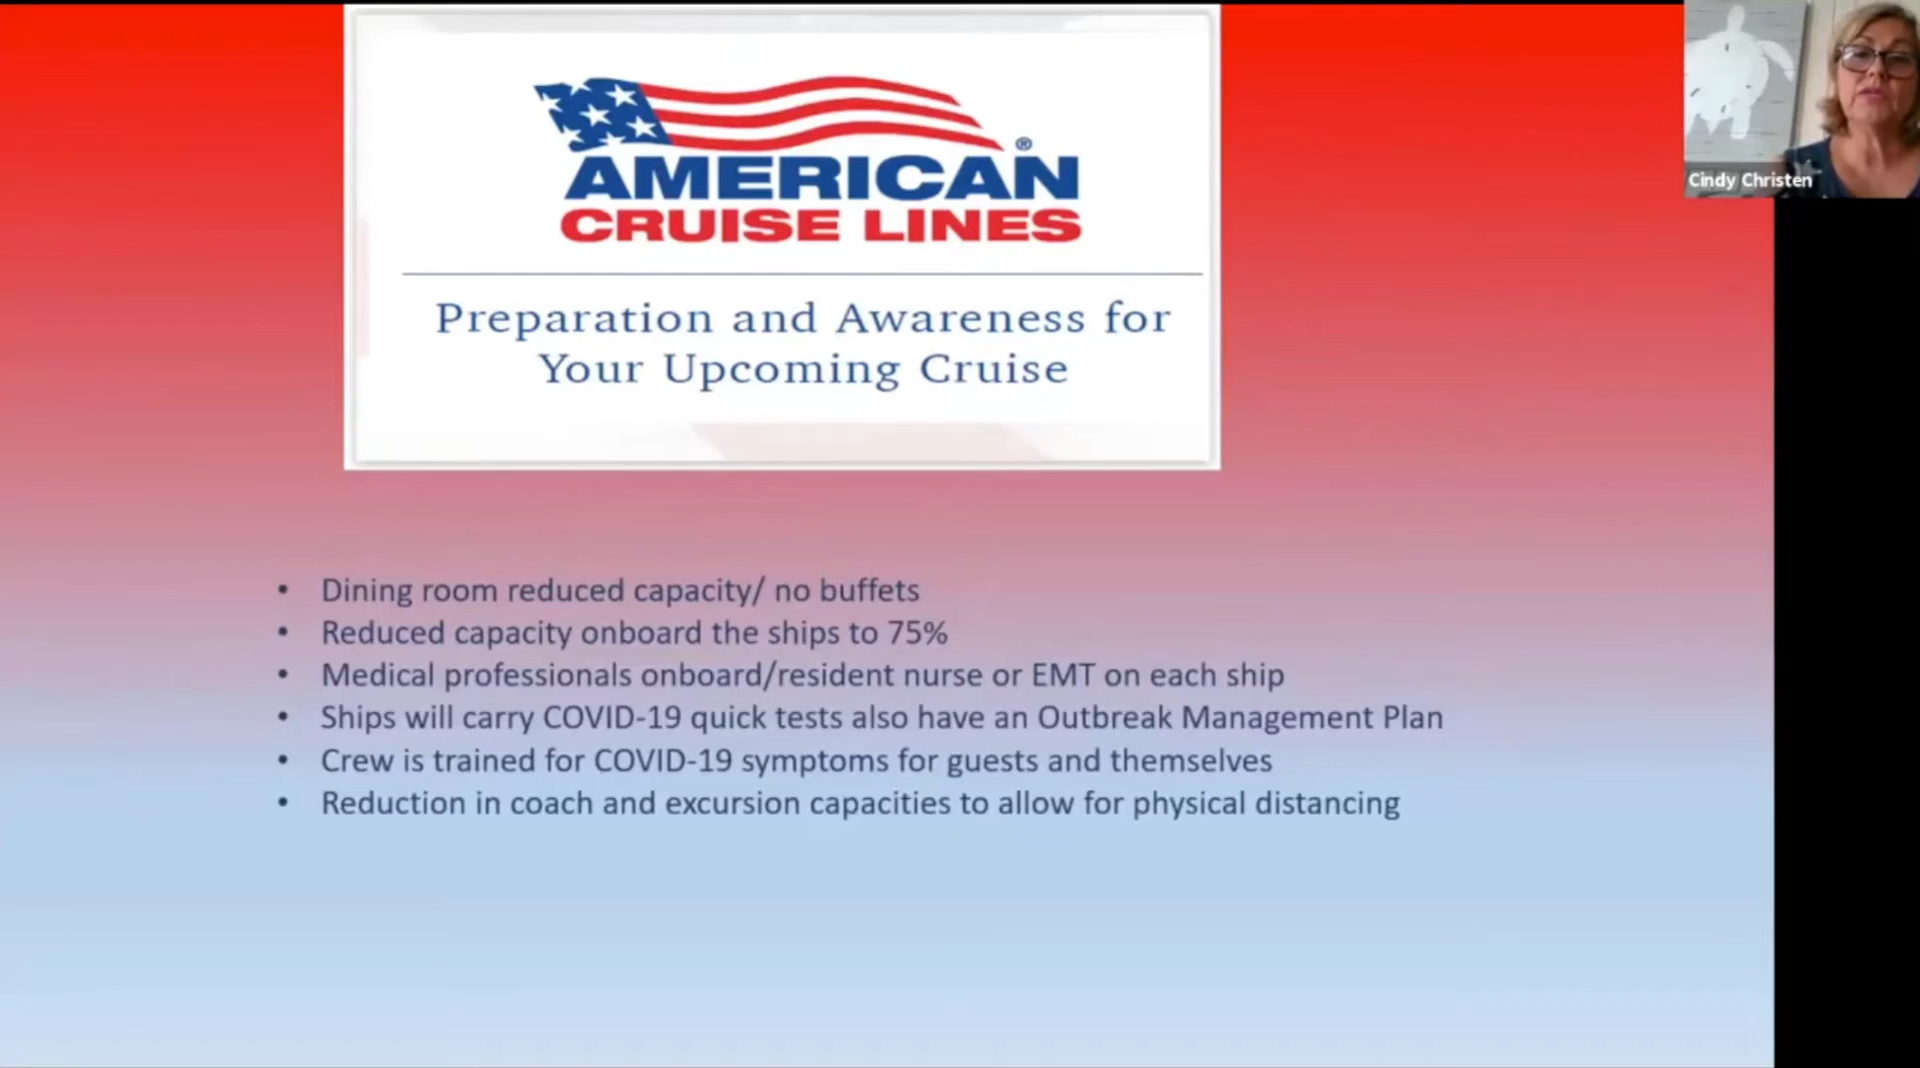 AMERICAN
CRUISE LINES
®
Preparation and Awareness for
Your Upcoming Cruise
Cindy Christen
• Dining room reduced capacity/ no buffets
• Reduced capacity onboard the ships to 75%
• Medical professionals onboard/resident nurse or EMT on each ship
• Ships will carry COVID-19 quick tests also have an Outbreak Management Plan
• Crew is trained for COVID-19 symptoms for guests and themselves
• Reduction in coach and excursion capacities to allow for physical distancing